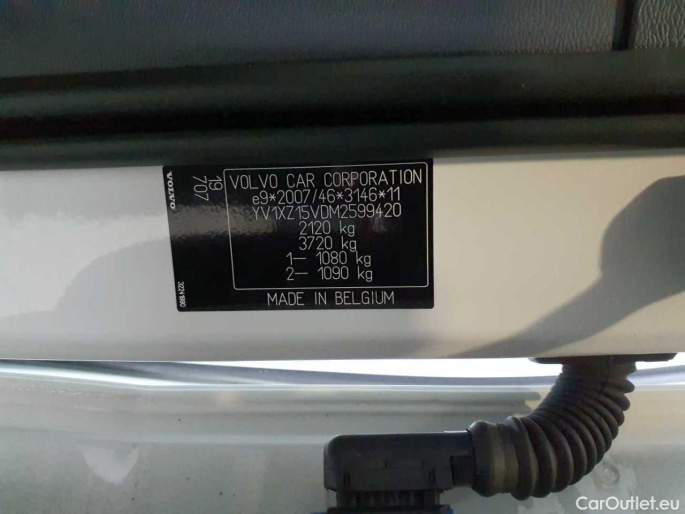 VOLVO CAR CORPORATION
e9*2007/46*3146*11
YV1XZ15VDM2599420
2120 kg
3720 kg
1– 1080 kg
2– 1090 kg
MADE IN BELGIUM
VOLVO
19
707
CarOutlet.eu